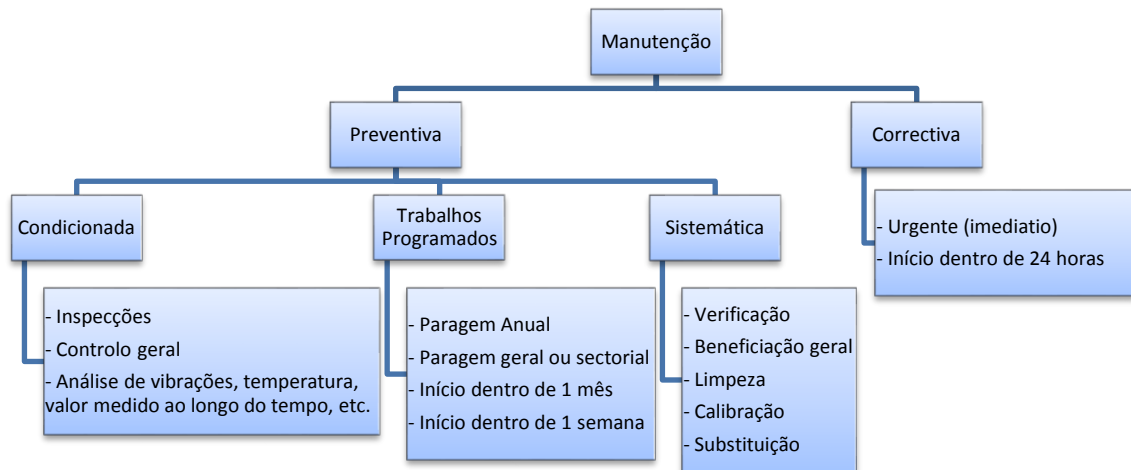 Manutenção
Preventiva
Correctiva
Condicionada
Trabalhos
Programados
Sistemática
- Urgente (imediatio)
- Início dentro de 24 horas
- Inspecções
- Controlo geral
- Análise de vibrações, temperatura,
valor medido ao longo do tempo, etc.
- Paragem Anual
- Paragem geral ou sectorial
- Início dentro de 1 mês
- Início dentro de 1 semana
- Verificação
- Beneficiação geral
- Limpeza
- Calibração
- Substituição